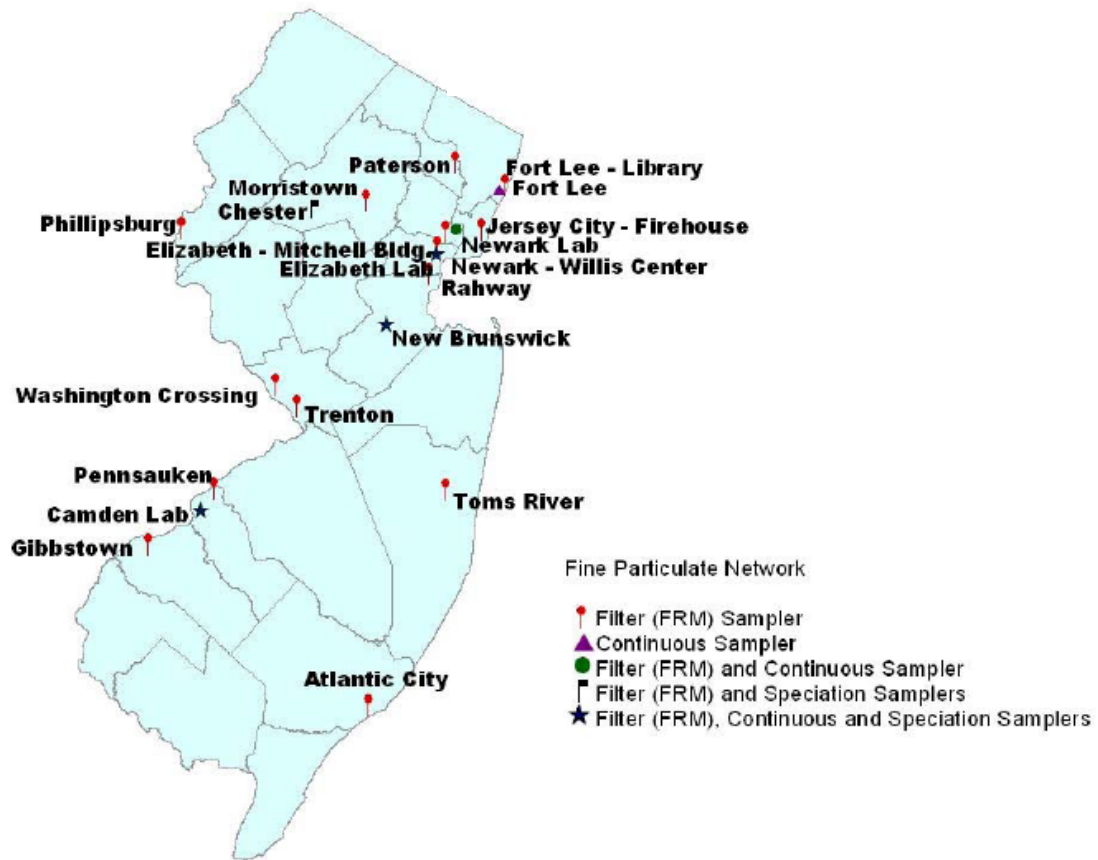 Paterson
Fort Lee - Library
Morristown
Fort Lee
Chester
Phillipsburg
Jersey City - Firehouse
Elizabeth - Mitchell Bldg.
Newark Lab
Elizabeth Lab
Newark - Willis Center
Rahway
New Brunswick
Washington Crossing
Trenton
Pennsauken
Toms River
Camden Lab
Gibbstown
Fine Particulate Network
Filter (FRM) Sampler
Continuous Sampler
Filter (FRM) and Continuous Sampler
Filter (FRM) and Speciation Samplers
Filter (FRM), Continuous and Speciation Samplers
Atlantic City